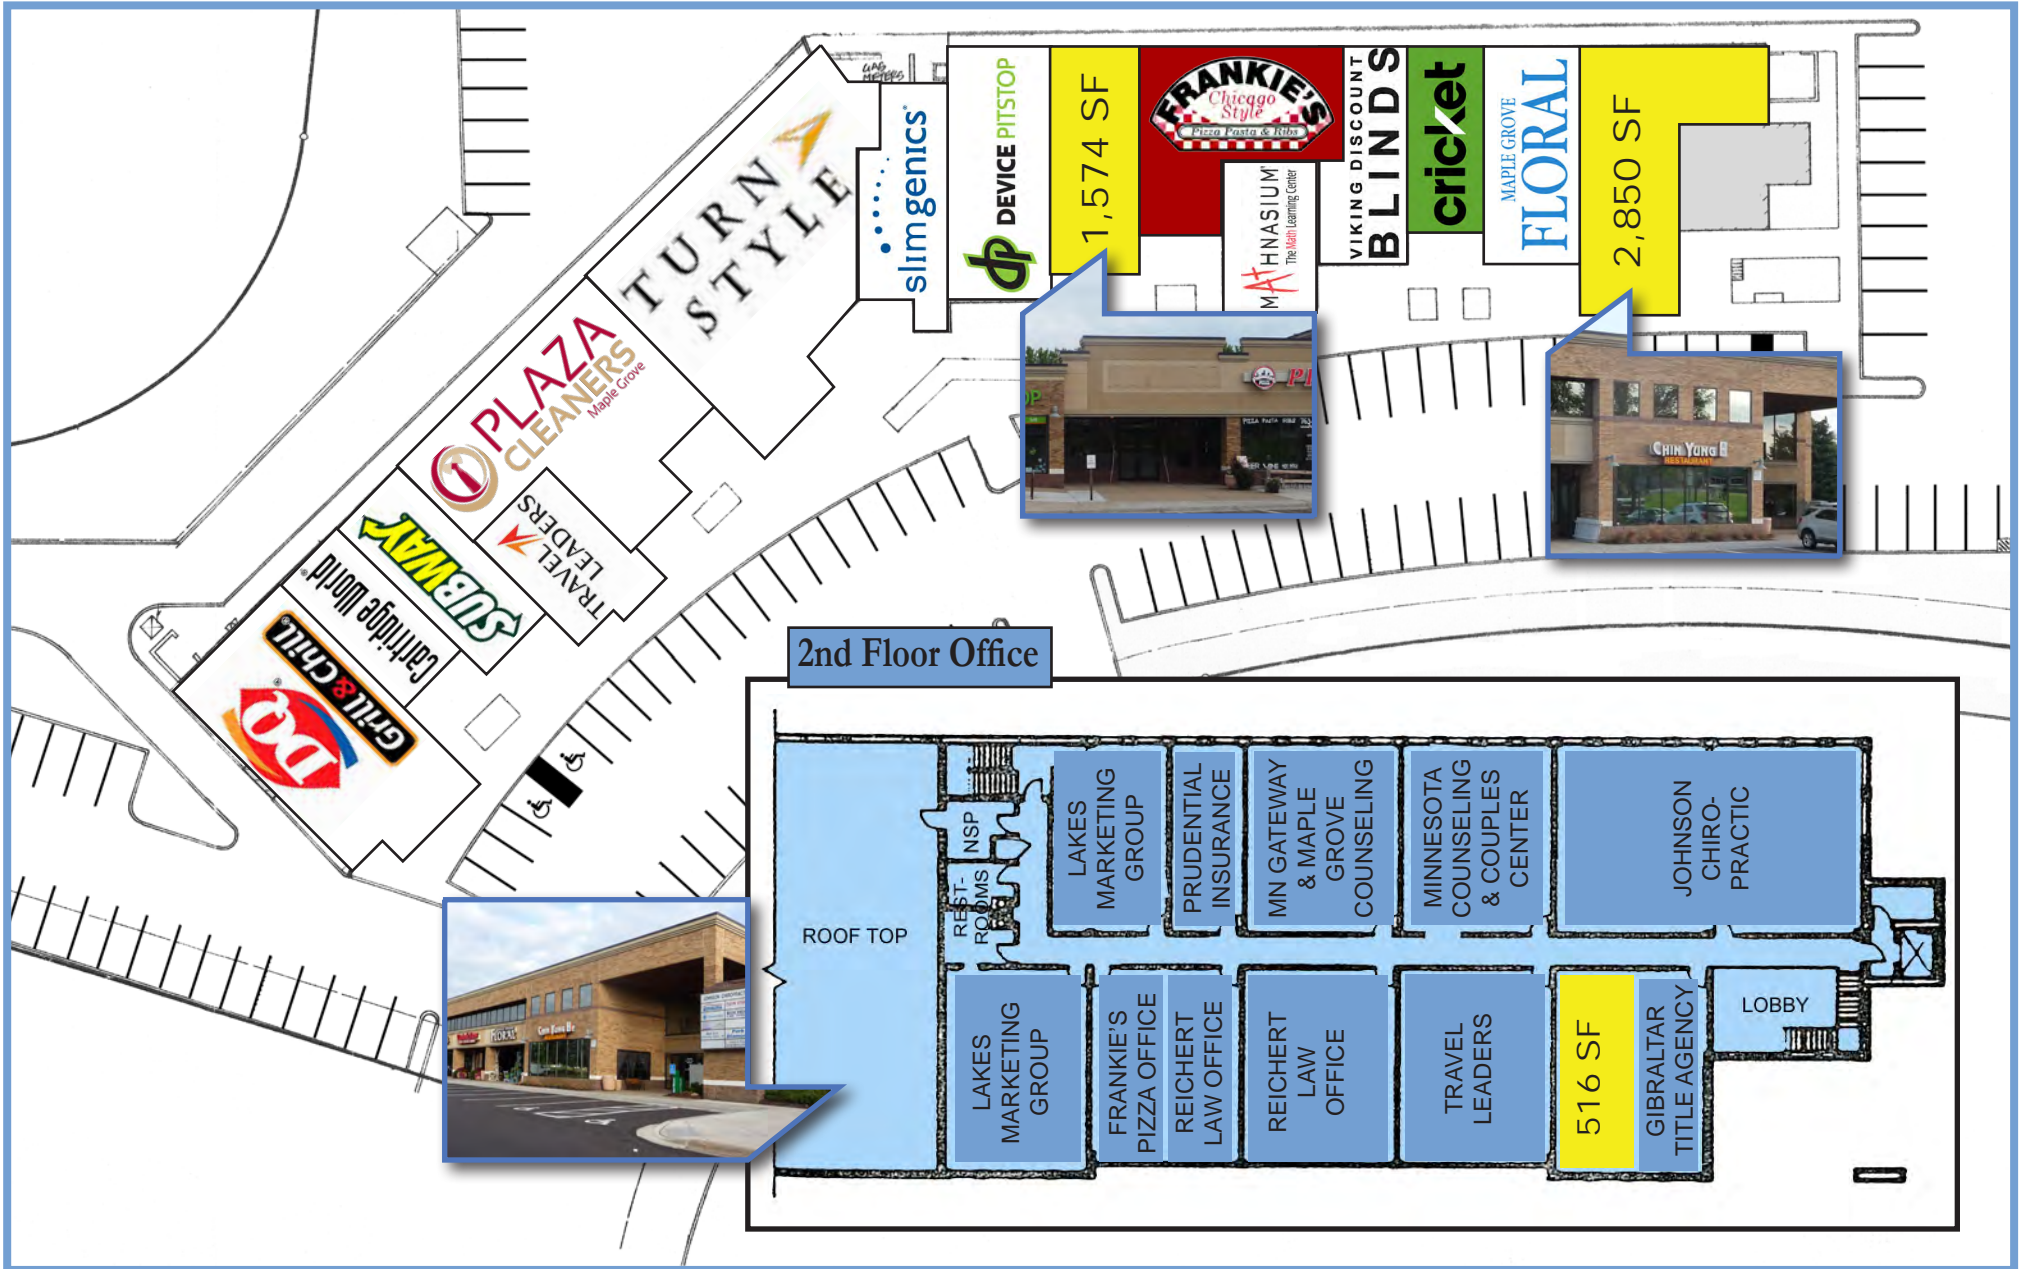 GAS
METERS
TURN
STYLE
slimgenics
DEVICE PITSTOP
dp
1,574 SF
FRANKIE'S
Chicago
Style
Pizza Pasta & Ribs
MATHNASIUM
The Math Learning Center
VIKING DISCOUNT
BLINDS
cricket
MAPLE GROVE
FLORAL
2,850 SF
PLAZA
CLEANERS
Maple Grove
TRAVEL
LEADERS
SUBWAY
Cartridge World
DQ
Grill & Chill
CHIN YUNG
RESTAURANT
2nd Floor Office
ROOF TOP
NSP
REST-
ROOMS
LAKES
MARKETING
GROUP
PRUDENTIAL
INSURANCE
MN GATEWAY
& MAPLE
GROVE
COUNSELING
MINNESOTA
COUNSELING
& COUPLES
CENTER
JOHNSON
CHIRO-
PRACTIC
LAKES
MARKETING
GROUP
FRANKIE'S
PIZZA OFFICE
REICHERT
LAW OFFICE
REICHERT
LAW
OFFICE
TRAVEL
LEADERS
516 SF
GIBRALTAR
TITLE AGENCY
LOBBY
FLORAL